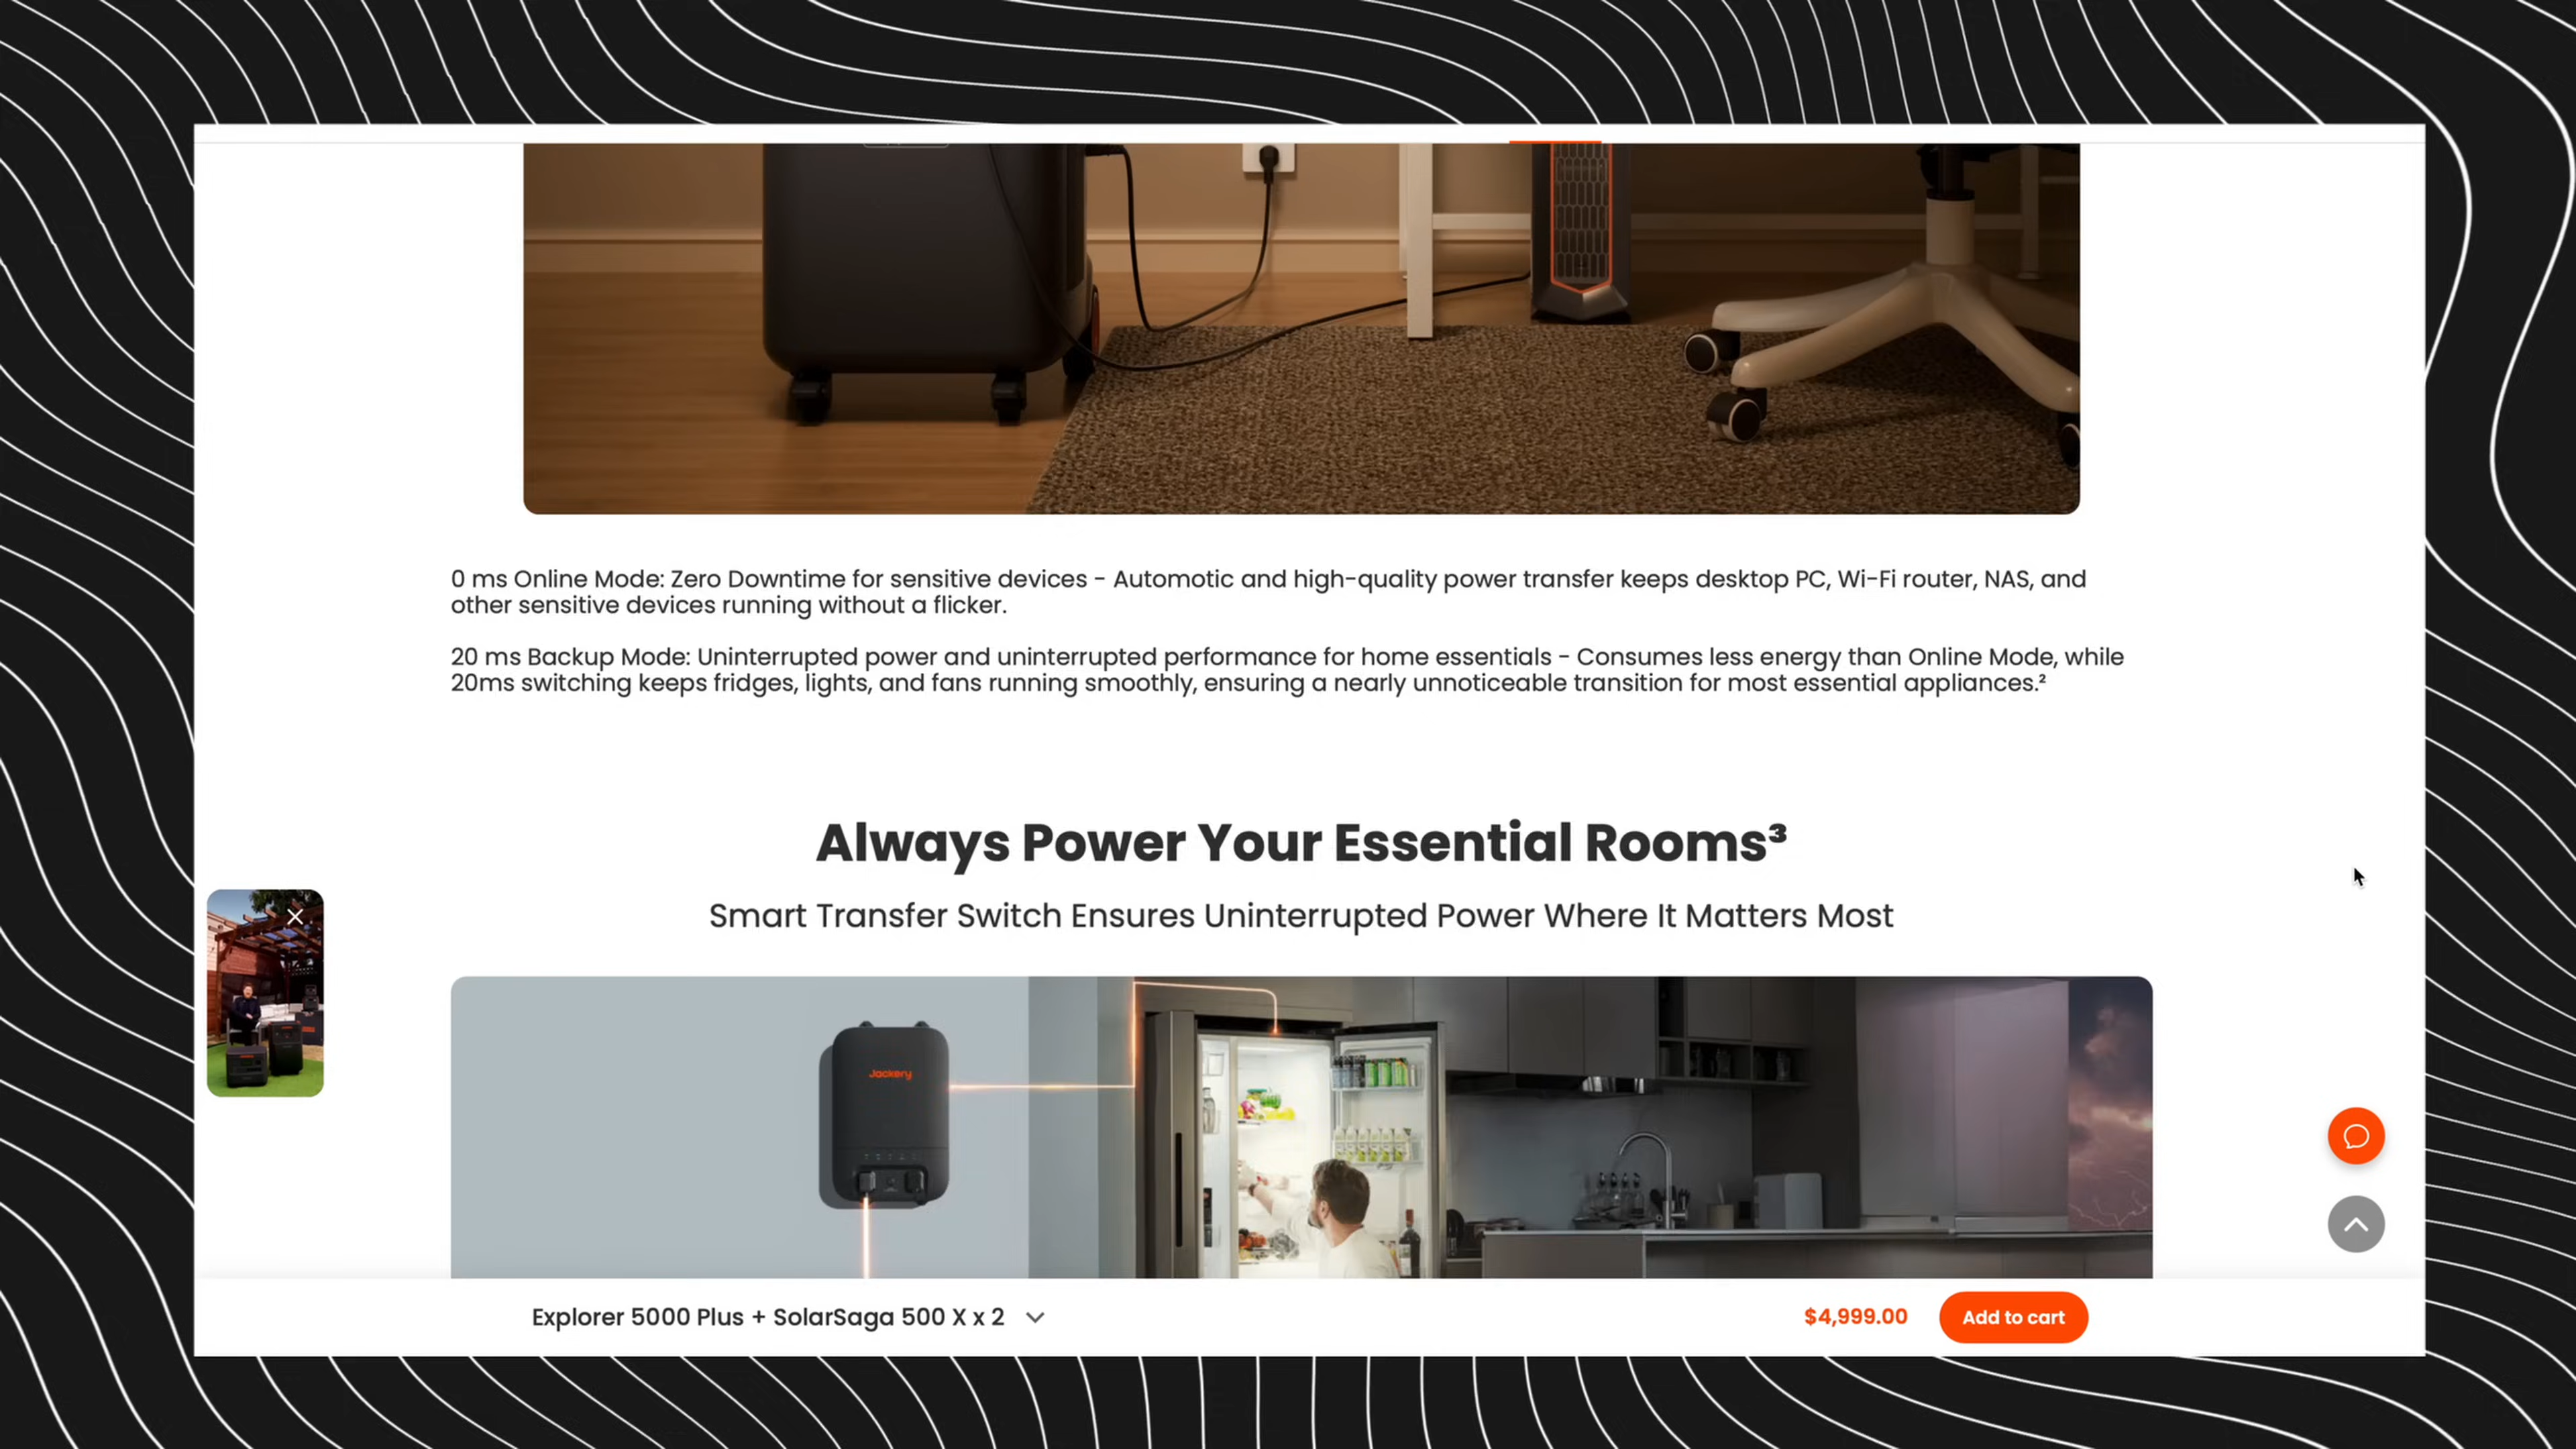 0 ms Online Mode: Zero Downtime for sensitive devices - Automotic and high-quality power transfer keeps desktop PC, Wi-Fi router, NAS, and
other sensitive devices running without a flicker.
20 ms Backup Mode: Uninterrupted power and uninterrupted performance for home essentials - Consumes less energy than Online Mode, while
20ms switching keeps fridges, lights, and fans running smoothly, ensuring a nearly unnoticeable transition for most essential appliances.²
Always Power Your Essential Rooms³
Smart Transfer Switch Ensures Uninterrupted Power Where It Matters Most
Jackery
Explorer 5000 Plus + SolarSaga 500 X x 2
$4,999.00
Add to cart